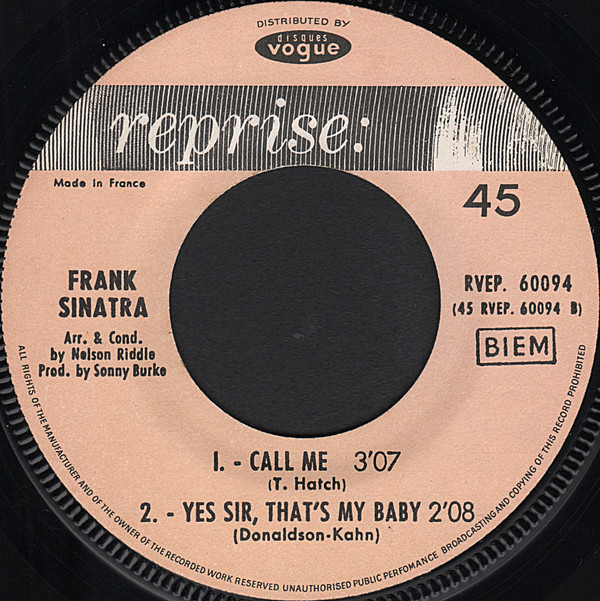 DISTRIBUTED BY
disques
vogue
reprise:
Made in France
45
FRANK
SINATRA
Arr. & Cond.
by Nelson Riddle
Prod. by Sonny Burke
RVEP. 60094
(45 RVEP. 60094 B)
BIEM
1. - CALL ME 3'07
(T. Hatch)
2. - YES SIR, THAT'S MY BABY 2'08
(Donaldson-Kahn)
ALL RIGHTS OF THE MANUFACTURER AND OF THE OWNER OF THE RECORDED WORK RESERVED UNAUTHORISED PUBLIC PERFOMANCE BROADCASTING AND COPYING OF THIS RECORD PROHIBITED